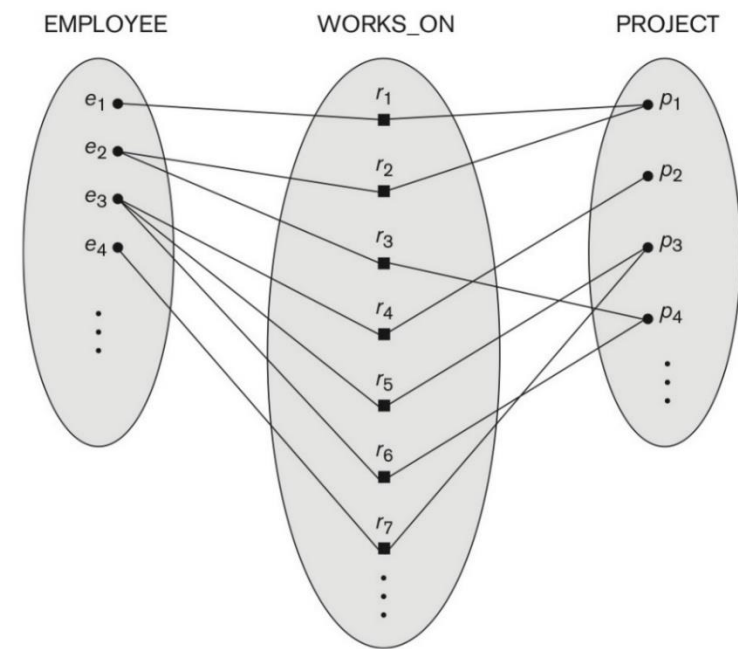 EMPLOYEE WORKS_ON PROJECT
e1
e2
e3
e4
r1
r2
r3
r4
r5
r6
r7
p1
p2
p3
p4